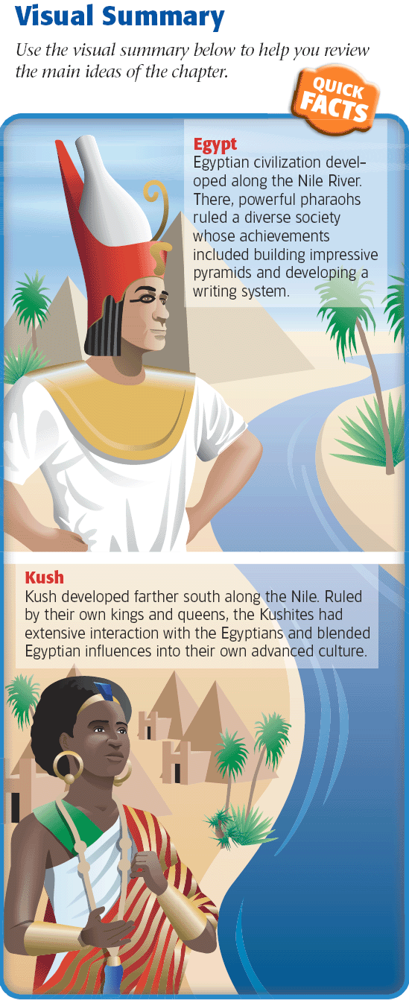 Visual Summary
Use the visual summary below to help you review
the main ideas of the chapter.
QUICK
FACTS
Egypt
Egyptian civilization devel-
oped along the Nile River.
There, powerful pharaohs
ruled a diverse society
whose achievements
included building impressive
pyramids and developing a
writing system.
Kush
Kush developed farther south along the Nile. Ruled
by their own kings and queens, the Kushites had
extensive interaction with the Egyptians and blended
Egyptian influences into their own advanced culture.